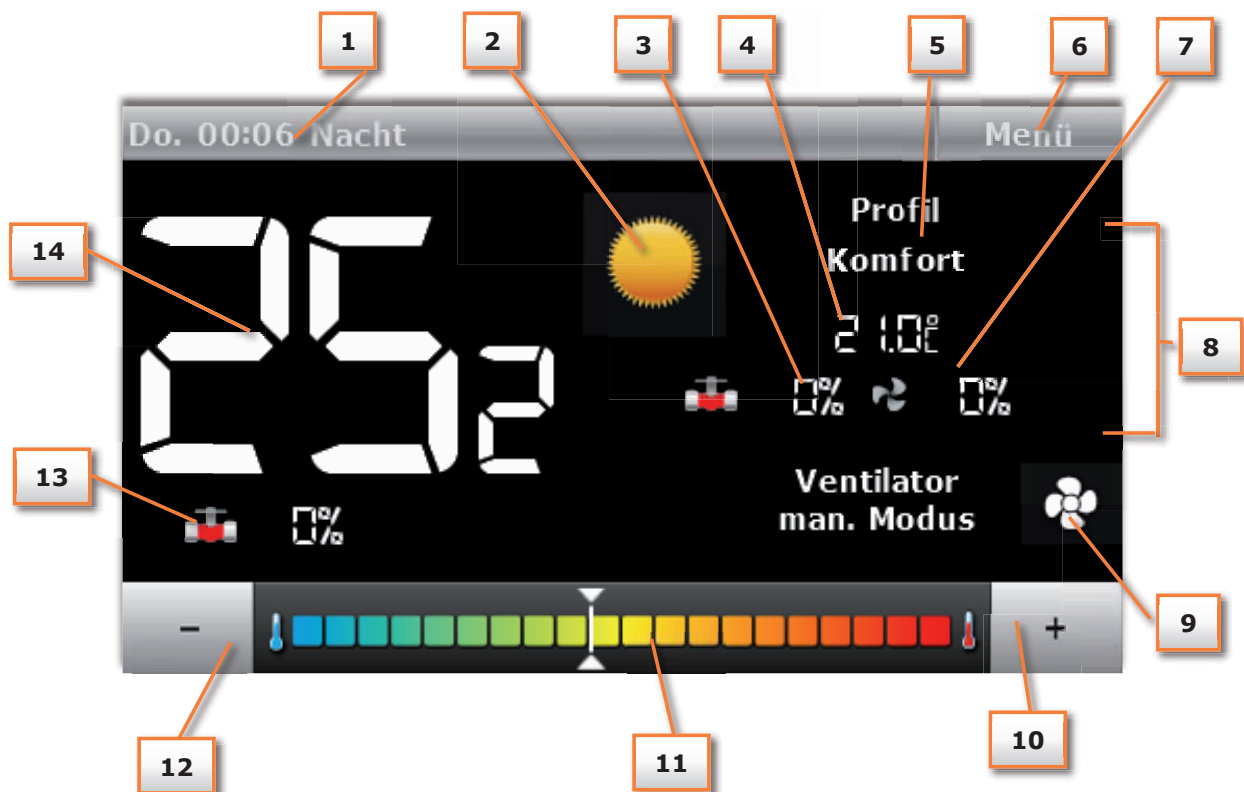 1 2 3 4 5 6 7
Do. 00:06 Nacht Menü
Profil
Komfort
14
25 2
21.0°C
8
0% 0%
13
Ventilator
man. Modus
0%
9
- +
12 11 10